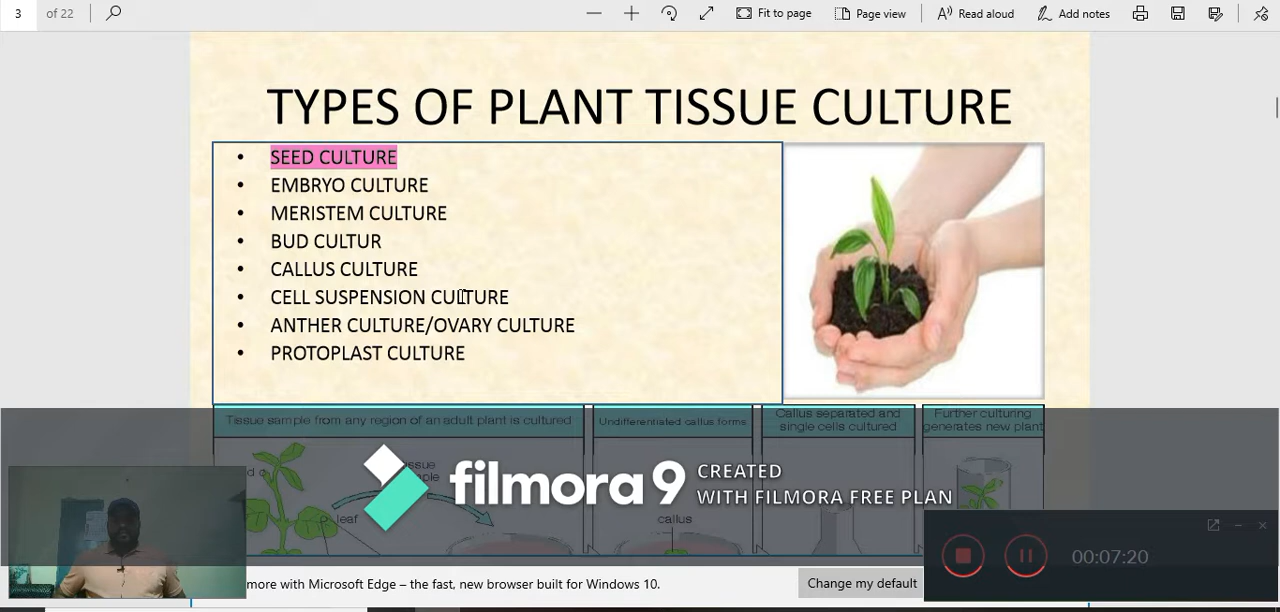 3 of 22
Fit to page
Page view
Read aloud
Add notes
TYPES OF PLANT TISSUE CULTURE
• SEED CULTURE
• EMBRYO CULTURE
• MERISTEM CULTURE
• BUD CULTUR
• CALLUS CULTURE
• CELL SUSPENSION CULTURE
• ANTHER CULTURE/OVARY CULTURE
• PROTOPLAST CULTURE
Tissue sample from any region of an adult plant is cultured
Undifferentiated callus forms
Callus separated and
single cells cultured
Further culturing
generates new plant
leaf
callus
filmora 9
CREATED
WITH FILMORA FREE PLAN
00:07:20
more with Microsoft Edge – the fast, new browser built for Windows 10.
Change my default